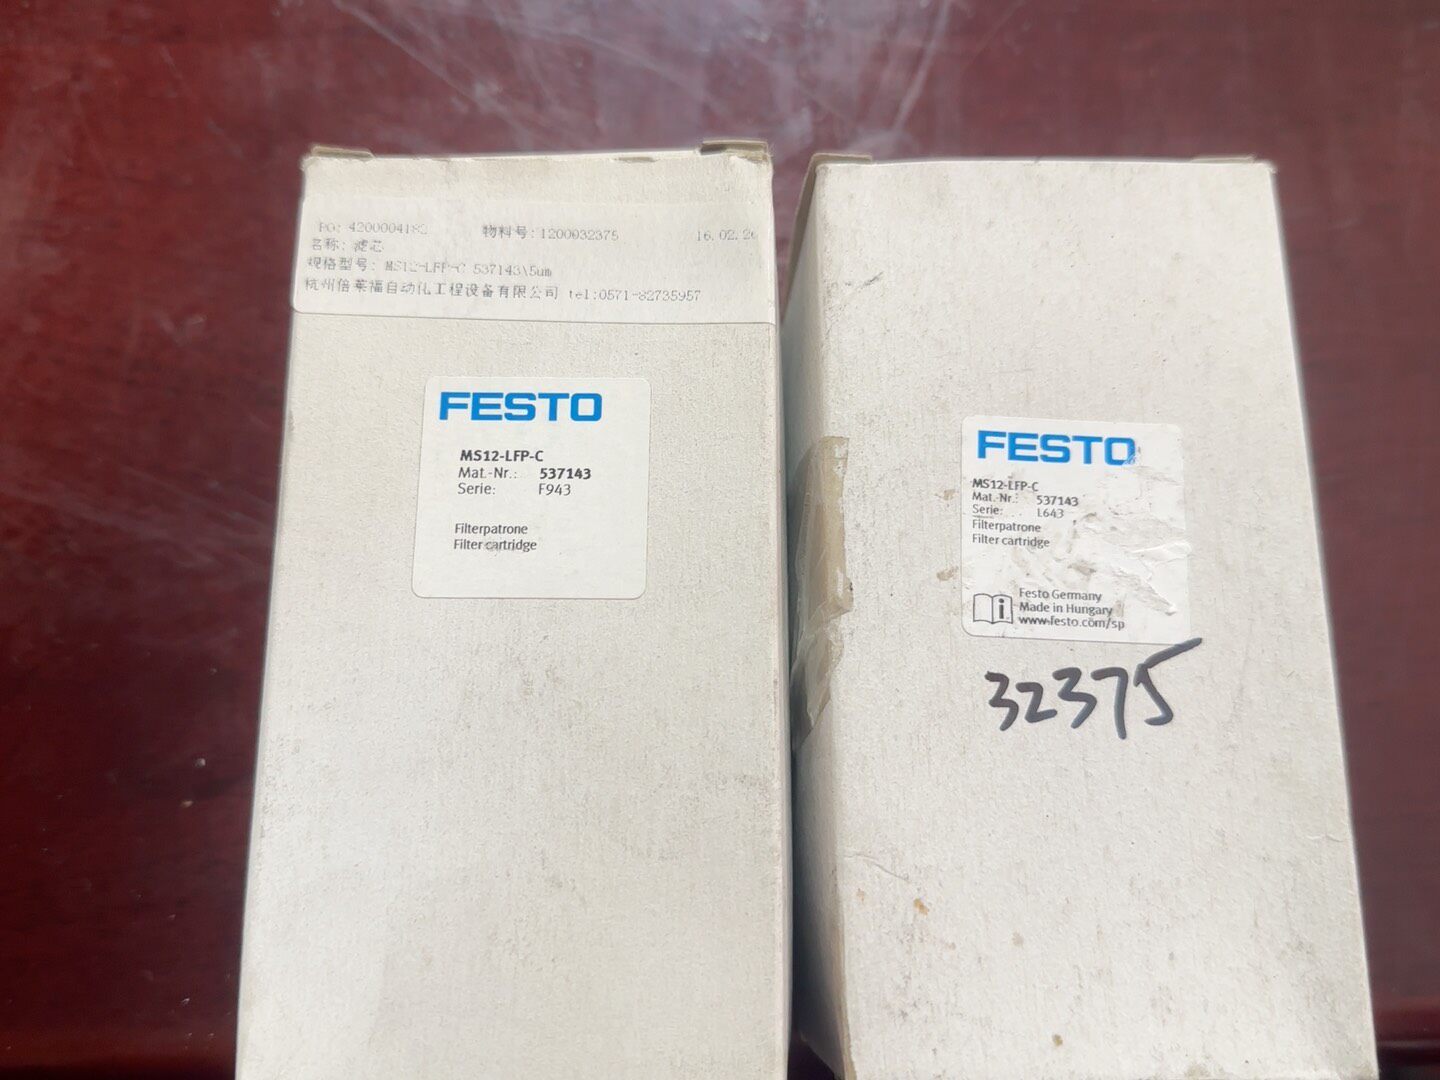 PO: 4200004182 物料号:1200032375 16.02.20
名称: 滤芯
规格型号: MS12-LFP-C 537143\5um
杭州倍莱福自动化工程设备有限公司 tel:0571-82735957
FESTO
MS12-LFP-C
Mat.-Nr.: 537143
Serie: F943
Filterpatrone
Filter cartridge
FESTO
MS12-LFP-C
Mat.-Nr.: 537143
Serie: L643
Filterpatrone
Filter cartridge
Festo Germany
Made in Hungary
www.festo.com/sp
32375